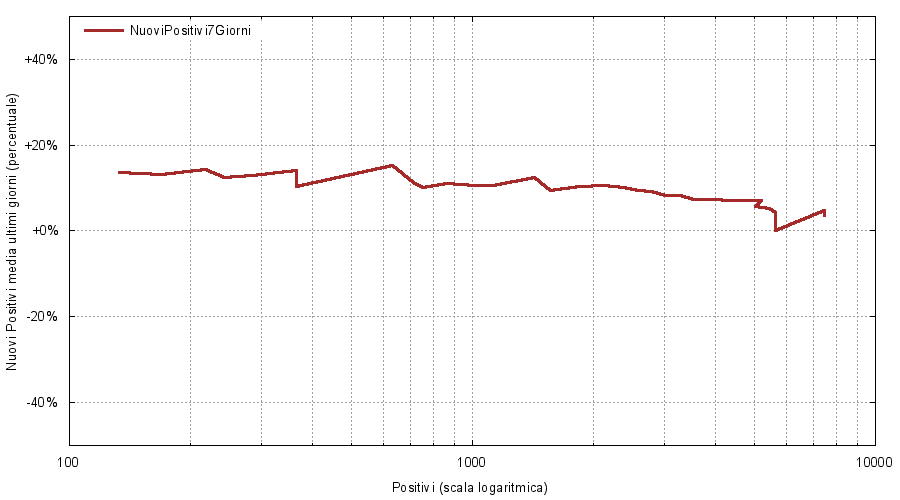 NuoviPositivi7Giorni
+40%
+20%
+0%
-20%
-40%
Nuovi Positivi media ultimi giorni (percentuale)
100
1000
10000
Positivi (scala logaritmica)